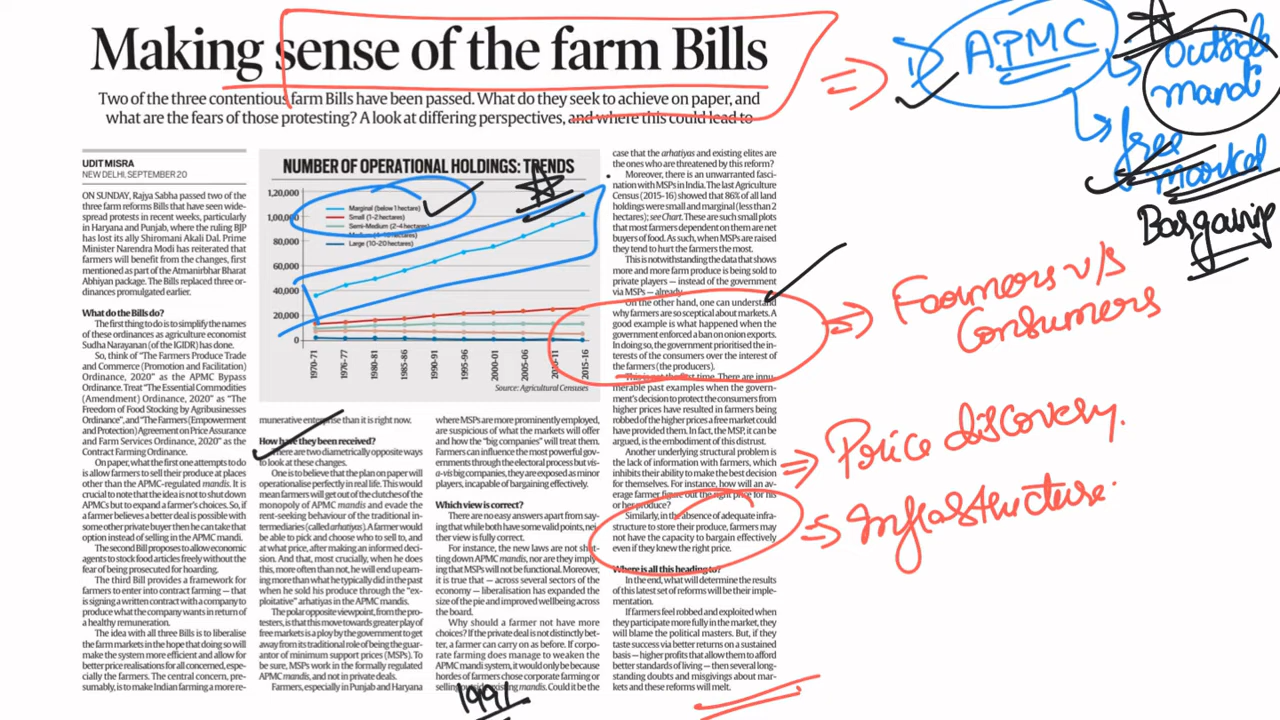 Making sense of the farm Bills
Two of the three contentious farm Bills have been passed. What do they seek to achieve on paper, and
what are the fears of those protesting? A look at differing perspectives, and where this could lead to
UDIT MISRA
NEW DELHI, SEPTEMBER 20
ON SUNDAY, Rajya Sabha passed two of the
three farm reforms Bills that have seen wide-
spread protests in recent weeks, particularly
in Haryana and Punjab, where the ruling BJP
has lost its ally Shiromani Akali Dal. Prime
Minister Narendra Modi has reiterated that
farmers will benefit from the changes, first
mentioned as part of the Atmanirbhar Bharat
Abhiyan package. The Bills replaced three or-
dinances promulgated earlier.
What do the Bills do?
The first thing to do is to simplify the names
of these ordinances as agriculture economist
Sudha Narayanan (of the IGIDR) has done.
So, think of "The Farmers Produce Trade
and Commerce (Promotion and Facilitation)
Ordinance, 2020" as the APMC Bypass
Ordinance. Treat "The Essential Commodities
(Amendment) Ordinance, 2020" as "The
Freedom of Food Stocking by Agribusinesses
Ordinance", and "The Farmers (Empowerment
and Protection) Agreement on Price Assurance
and Farm Services Ordinance, 2020" as the
Contract Farming Ordinance.
On paper, what the first one attempts to do
is allow farmers to sell their produce at places
other than the APMC-regulated mandis. It is
crucial to note that the idea is not to shut down
APMCs but to expand a farmer's choices. So, if
a farmer believes a better deal is possible with
some other private buyer then he can take that
option instead of selling in the APMC mandi.
The second Bill proposes to allow economic
agents to stock food articles freely without the
fear of being prosecuted for hoarding.
The third Bill provides a framework for
farmers to enter into contract farming — that
is signing a written contract with a company to
produce what the company wants in return of
a healthy remuneration.
The idea with all three Bills is to liberalise
the farm markets in the hope that doing so will
make the system more efficient and allow for
better price realisations for all concerned, espe-
cially the farmers. The central concern, pre-
sumably, is to make Indian farming a more re-
NUMBER OF OPERATIONAL HOLDINGS: TRENDS
1,20,000
1,00,000
80,000
60,000
40,000
20,000
0
Marginal (below 1 hectare)
Small (1-2 hectares)
Semi-Medium (2-4 hectares)
Large (10-20 hectares)
1970-71
1976-77
1980-81
1985-86
1990-91
1995-96
2000-01
2005-06
2010-11
2015-16
Source: Agricultural Censuses
munerative enterprise than it is right now.
How have they been received?
There are two diametrically opposite ways
to look at these changes.
One is to believe that the plan on paper will
operationalise perfectly in real life. This would
mean farmers will get out of the clutches of the
monopoly of APMC mandis and evade the
rent-seeking behaviour of the traditional in-
termediaries (called arhatiyas). A farmer would
be able to pick and choose who to sell to, and
at what price, after making an informed deci-
sion. And that, most crucially, when he does
this, more often than not, he will end up earn-
ing more than what he typically did in the past
when he sold his produce through the "ex-
ploitative" arhatiyas in the APMC mandis.
The polar opposite viewpoint, from the pro-
testers, is that this move towards greater play of
free markets is a ploy by the government to get
away from its traditional role of being the guar-
antor of minimum support prices (MSPs). To
be sure, MSPs work in the formally regulated
APMC mandis, and not in private deals.
Farmers, especially in Punjab and Haryana
where MSPs are more prominently employed,
are suspicious of what the markets will offer
and how the "big companies" will treat them.
Farmers can influence the most powerful gov-
ernments through the electoral process but vis-
a-vis big companies, they are exposed as minor
players, incapable of bargaining effectively.
Which view is correct?
There are no easy answers apart from say-
ing that while both have some valid points, nei-
ther view is fully correct.
For instance, the new laws are not shut-
ting down APMC mandis, nor are they imply-
ing that MSPs will not be functional. Moreover,
it is true that — across several sectors of the
economy — liberalisation has expanded the
size of the pie and improved wellbeing across
the board.
Why should a farmer not have more
choices? If the private deal is not distinctly bet-
ter, a farmer can carry on as before. If corpo-
rate farming does manage to weaken the
APMC mandi system, it would only be because
hordes of farmers chose corporate farming or
selling outside existing mandis. Could it be the
case that the arhatiyas and existing elites are
the ones who are threatened by this reform?
Moreover, there is an unwarranted fasci-
nation with MSPs in India. The last Agriculture
Census (2015-16) showed that 86% of all land
holdings were small and marginal (less than 2
hectares); see Chart. These are such small plots
that most farmers dependent on them are net
buyers of food. As such, when MSPs are raised
they tend to hurt the farmers the most.
This is notwithstanding the data that shows
more and more farm produce is being sold to
private players — instead of the government
via MSPs — already.
On the other hand, one can understand
why farmers are so sceptical about markets. A
good example is what happened when the
government enforced a ban on onion exports.
In doing so, the government prioritised the in-
terests of the consumers over the interest of
the farmers (the producers).
This is not the first time. There are innu-
merable past examples when the govern-
ment's decision to protect the consumers from
higher prices have resulted in farmers being
robbed of the higher prices a free market could
have provided them. In fact, the MSP, it can be
argued, is the embodiment of this distrust.
Another underlying structural problem is
the lack of information with farmers, which
inhibits their ability to make the best decision
for themselves. For instance, how will an av-
erage farmer figure out the right price for his
or her produce?
Similarly, in the absence of adequate infra-
structure to store their produce, farmers may
not have the capacity to bargain effectively
even if they knew the right price.
Where is all this heading to?
In the end, what will determine the results
of this latest set of reforms will be their imple-
mentation.
If farmers feel robbed and exploited when
they participate more fully in the market, they
will blame the political masters. But, if they
taste success via better returns on a sustained
basis — higher profits that allow them to afford
better standards of living — then several long-
standing doubts and misgivings about mar-
kets and these reforms will melt.
1991
1) APMC
Outside
mandi
free
market
Bargaining
Farmers v/s
Consumers
Price discovery.
Infrastructure.